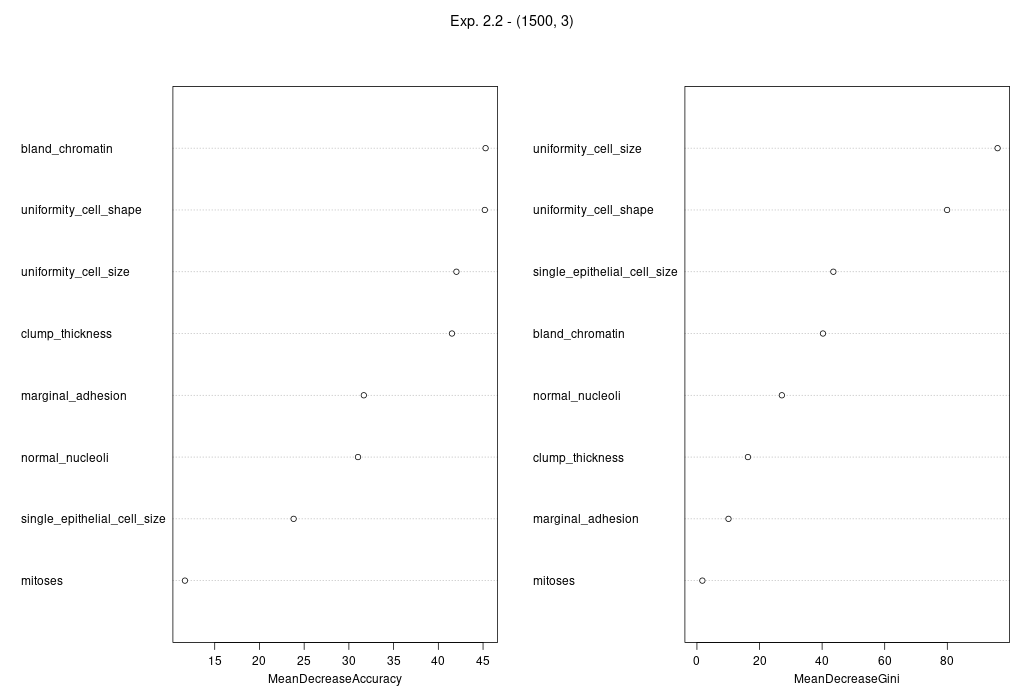 Exp. 2.2 - (1500, 3)
bland_chromatin
uniformity_cell_shape
uniformity_cell_size
clump_thickness
marginal_adhesion
normal_nucleoli
single_epithelial_cell_size
mitoses
15 20 25 30 35 40 45
MeanDecreaseAccuracy
uniformity_cell_size
uniformity_cell_shape
single_epithelial_cell_size
bland_chromatin
normal_nucleoli
clump_thickness
marginal_adhesion
mitoses
0 20 40 60 80
MeanDecreaseGini